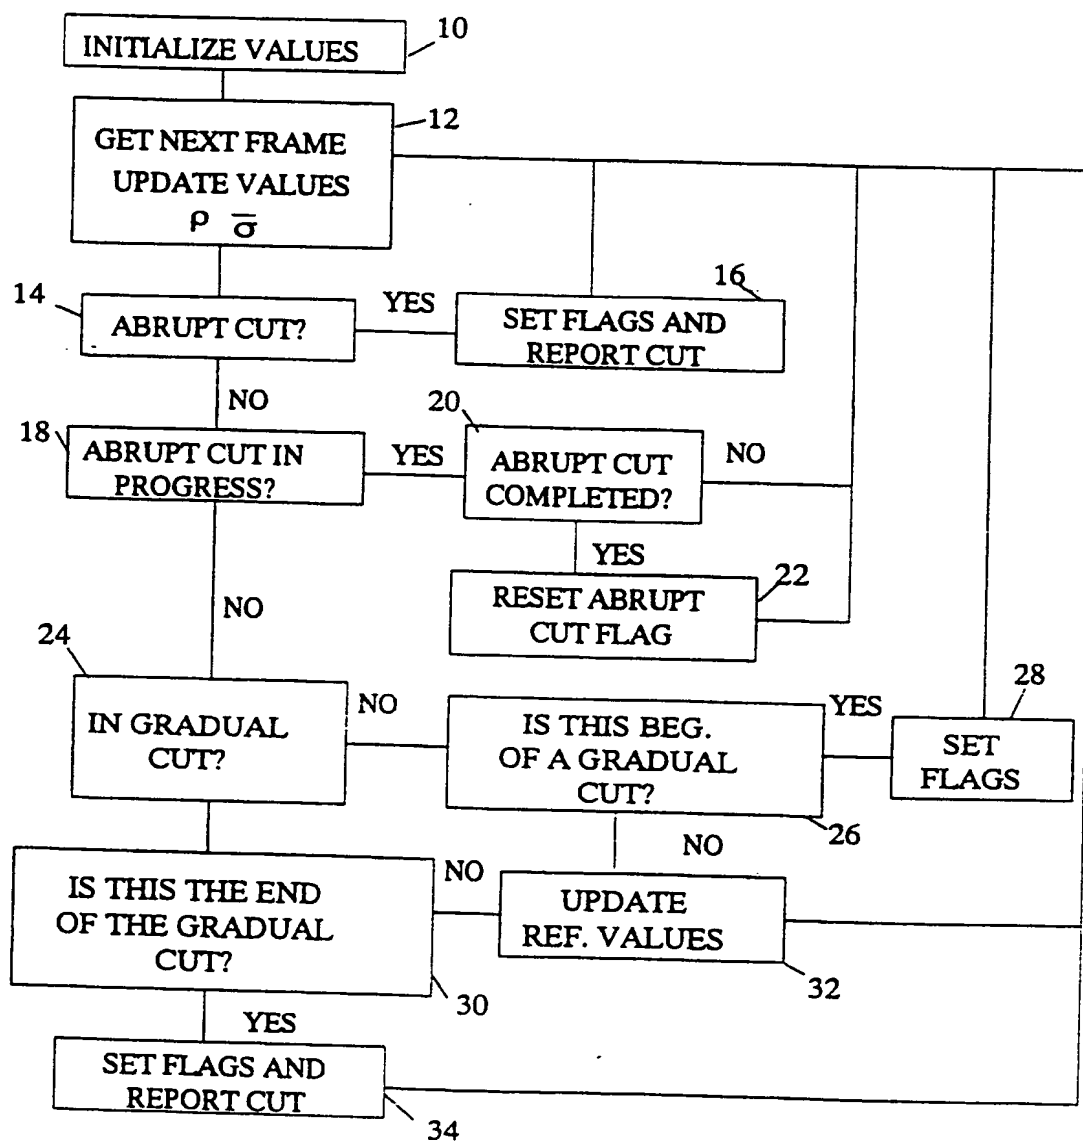 10
INITIALIZE VALUES
12
GET NEXT FRAME
UPDATE VALUES
ρ σ̅
14
ABRUPT CUT?
YES
16
SET FLAGS AND
REPORT CUT
NO
18
ABRUPT CUT IN
PROGRESS?
YES
20
ABRUPT CUT
COMPLETED?
NO
YES
22
RESET ABRUPT
CUT FLAG
NO
24
IN GRADUAL
CUT?
NO
IS THIS BEG.
OF A GRADUAL
CUT?
26
YES
28
SET
FLAGS
NO
IS THIS THE END
OF THE GRADUAL
CUT?
30
NO
UPDATE
REF. VALUES
32
YES
SET FLAGS AND
REPORT CUT
34